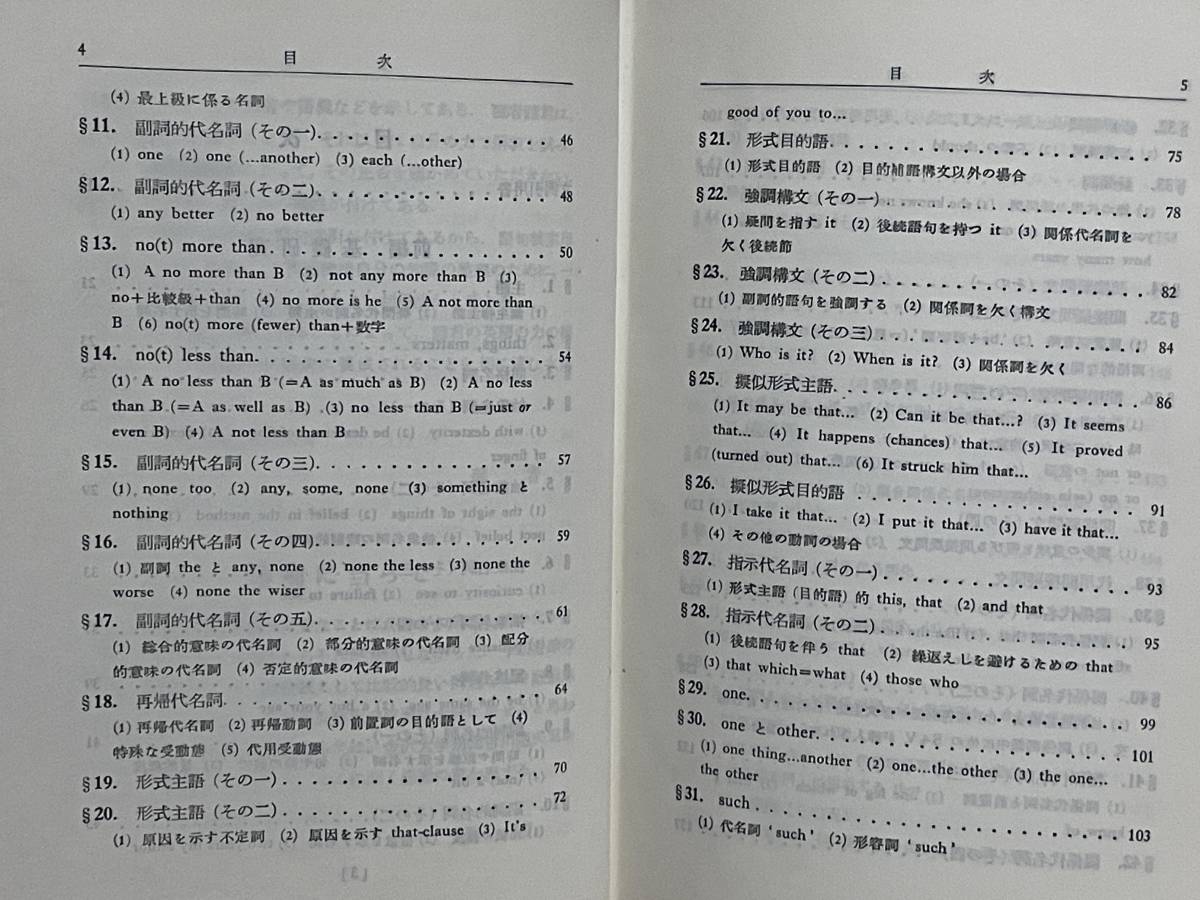 4
目次
(4) 最上級に係る名詞
§11. 副詞的代名詞 (その一) 46
(1) one (2) one (...another) (3) each (...other)
§12. 副詞的代名詞 (その二) 48
(1) any better (2) no better
§13. no(t) more than 50
(1) A no more than B (2) not any more than B (3)
no+比較級+than (4) no more is he (5) A not more than
B (6) no(t) more (fewer) than+数字
§14. no(t) less than 54
(1) A no less than B (=A as much as B) (2) A no less
than B (=A as well as B) (3) no less than B (=just or
even B) (4) A not less than B
§15. 副詞的代名詞 (その三) 57
(1) none too (2) any, some, none (3) something と
nothing
§16. 副詞的代名詞 (その四) 59
(1) 副詞 the と any, none (2) none the less (3) none the
worse (4) none the wiser
§17. 副詞的代名詞 (その五) 61
(1) 総合的意味の代名詞 (2) 部分的意味の代名詞 (3) 配分
的意味の代名詞 (4) 否定的意味の代名詞
§18. 再帰代名詞 64
(1) 再帰代名詞 (2) 再帰動詞 (3) 前置詞の目的語として (4)
特殊な受動態 (5) 代用受動態
§19. 形式主語 (その一) 70
§20. 形式主語 (その二) 72
(1) 原因を示す不定詞 (2) 原因を示す that-clause (3) It's
目次
5
good of you to...
§21. 形式目的語 75
(1) 形式目的語 (2) 目的補語構文以外の場合
§22. 強調構文 (その一) 78
(1) 疑問を指す it (2) 後続語句を持つ it (3) 関係代名詞を
欠く後続節
§23. 強調構文 (その二) 82
(1) 副詞的語句を強調する (2) 関係詞を欠く構文
§24. 強調構文 (その三) 84
(1) Who is it? (2) When is it? (3) 関係詞を欠く
§25. 擬似形式主語 86
(1) It may be that... (2) Can it be that...? (3) It seems
that... (4) It happens (chances) that... (5) It proved
(turned out) that... (6) It struck him that...
§26. 擬似形式目的語 91
(1) I take it that... (2) I put it that... (3) have it that...
(4) その他の動詞の場合
§27. 指示代名詞 (その一) 93
(1) 形式主語 (目的語) 的 this, that (2) and that
§28. 指示代名詞 (その二) 95
(1) 後続語句を伴う that (2) 繰返えしを避けるための that
(3) that which=what (4) those who
§29. one 99
§30. one と other 101
(1) one thing...another (2) one...the other (3) the one...
the other
§31. such 103
(1) 代名詞 'such' (2) 形容詞 'such'